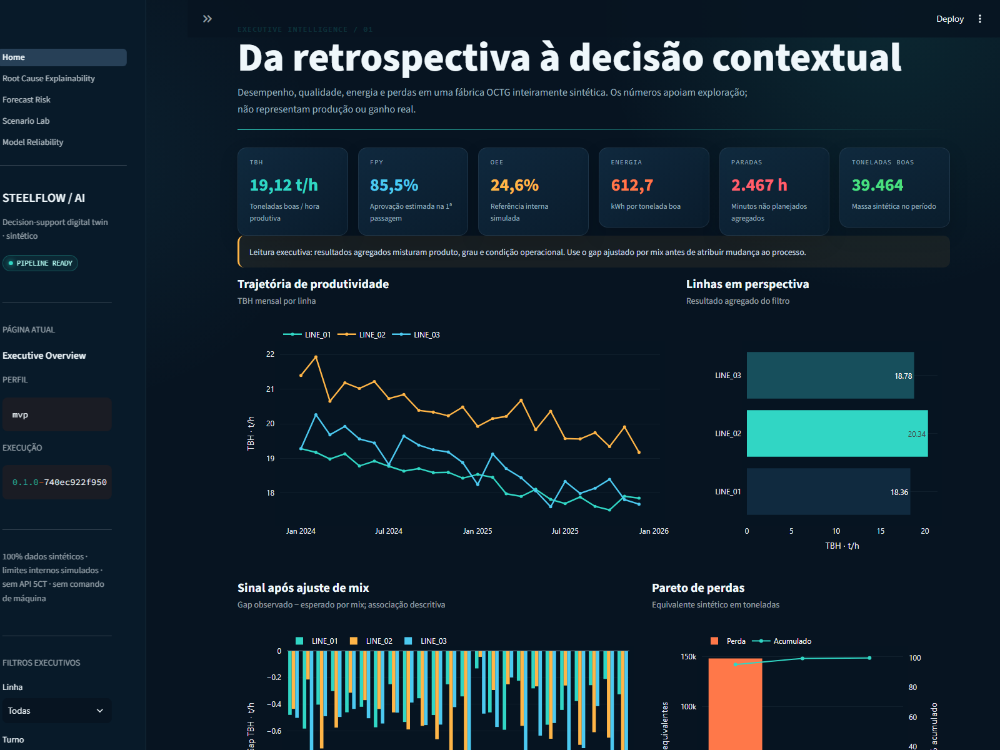 Deploy
Home
Root Cause Explainability
Forecast Risk
Scenario Lab
Model Reliability
STEELFLOW / AI
Decision-support digital twin
· sintético
PIPELINE READY
PÁGINA ATUAL
Executive Overview
PERFIL
mvp
EXECUÇÃO
0.1.0-740ec922f950
100% dados sintéticos ·
limites internos simulados ·
sem API 5CT · sem comando
de máquina
FILTROS EXECUTIVOS
Linha
Todas
Turno
EXECUTIVE INTELLIGENCE / 01
Da retrospectiva à decisão contextual
Desempenho, qualidade, energia e perdas em uma fábrica OCTG inteiramente sintética. Os números apoiam exploração;
não representam produção ou ganho real.
TBH
19,12 t/h
Toneladas boas / hora
produtiva
FPY
85,5%
Aprovação estimada na 1ª
passagem
OEE
24,6%
Referência interna
simulada
ENERGIA
612,7
kWh por tonelada boa
PARADAS
2.467 h
Minutos não planejados
agregados
TONELADAS BOAS
39.464
Massa sintética no período
Leitura executiva: resultados agregados misturam produto, grau e condição operacional. Use o gap ajustado por mix antes de atribuir mudança ao processo.
Trajetória de produtividade
TBH mensal por linha
LINE_01 LINE_02 LINE_03
22
21
20
19
18
TBH · t/h
Jan 2024 Jul 2024 Jan 2025 Jul 2025 Jan 2026
Linhas em perspectiva
Resultado agregado do filtro
LINE_03 18.78
LINE_02 20.34
LINE_01 18.36
0 5 10 15 20
TBH · t/h
Sinal após ajuste de mix
Gap observado − esperado por mix; associação descritiva
LINE_01 LINE_02 LINE_03
0
−0.2
−0.4
−0.6
Gap TBH · t/h
Pareto de perdas
Equivalente sintético em toneladas
Perda Acumulado
150k
100k
equivalentes
100
80
60
40
acumulado